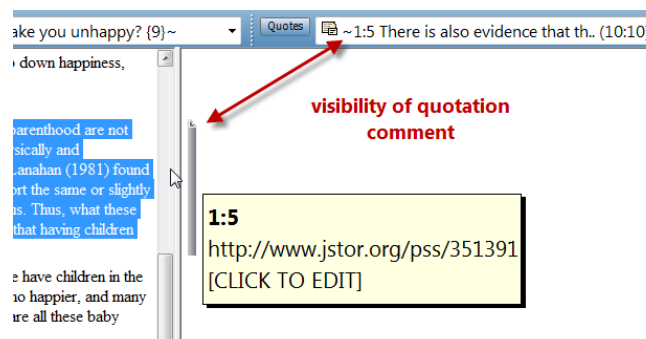 ake you unhappy? {9}~
Quotes
~1:5 There is also evidence that th.. (10:10)
down happiness,
visibility of quotation
comment
parenthood are not
sically and
Lanahan (1981) found
ort the same or slightly
ns. Thus, what these
that having children
1:5
http://www.jstor.org/pss/351391
[CLICK TO EDIT]
e have children in the
no happier, and many
are all these baby